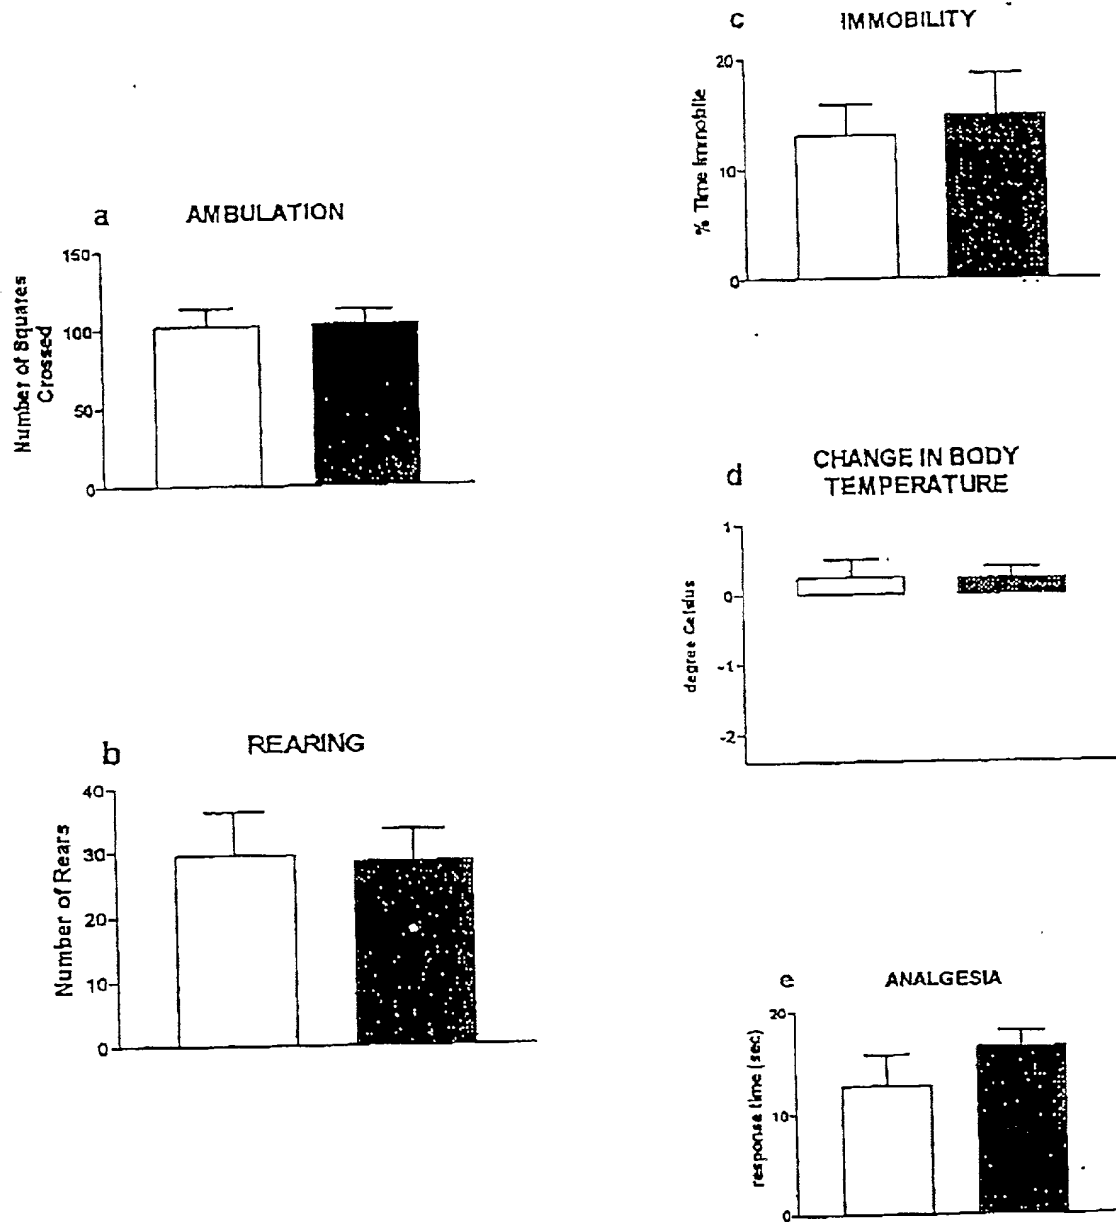 a AMBULATION
150
100
50
0
Number of Squares
Crossed
b REARING
40
30
20
10
0
Number of Rears
c IMMOBILITY
20
10
0
% Time Immobile
d CHANGE IN BODY
TEMPERATURE
1
0
-1
-2
degree Celsius
e ANALGESIA
20
10
0
response time (sec)